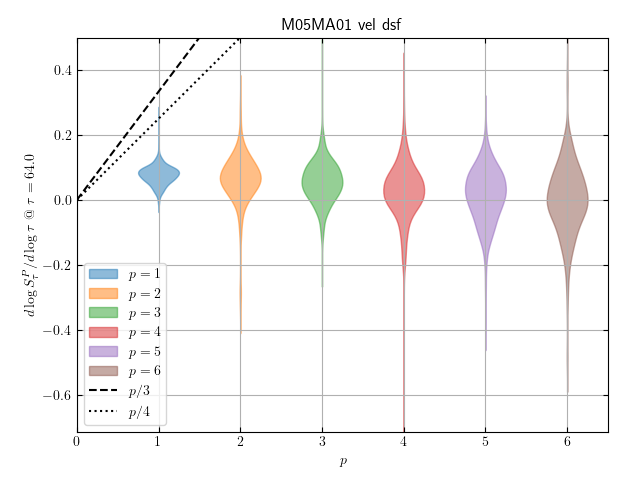 M05MA01 vel dsf
d log S_τ^P / d log τ @ τ = 64.0
0.4
0.2
0.0
−0.2
−0.4
−0.6
p = 1
p = 2
p = 3
p = 4
p = 5
p = 6
p/3
p/4
0 1 2 3 4 5 6
p